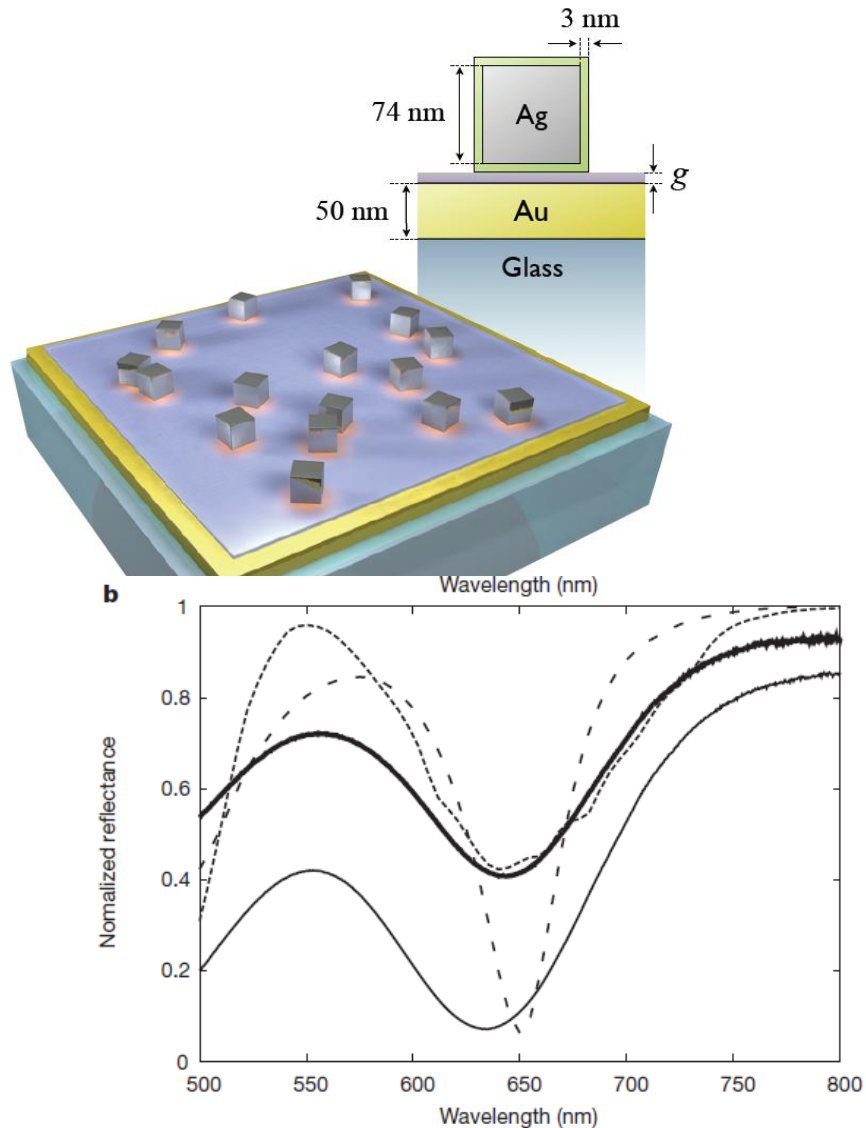 3 nm
74 nm
Ag
g
50 nm
Au
Glass
Wavelength (nm)
b
1
0.8
0.6
0.4
0.2
0
Nomalized reflectance
500 550 600 650 700 750 800
Wavelength (nm)